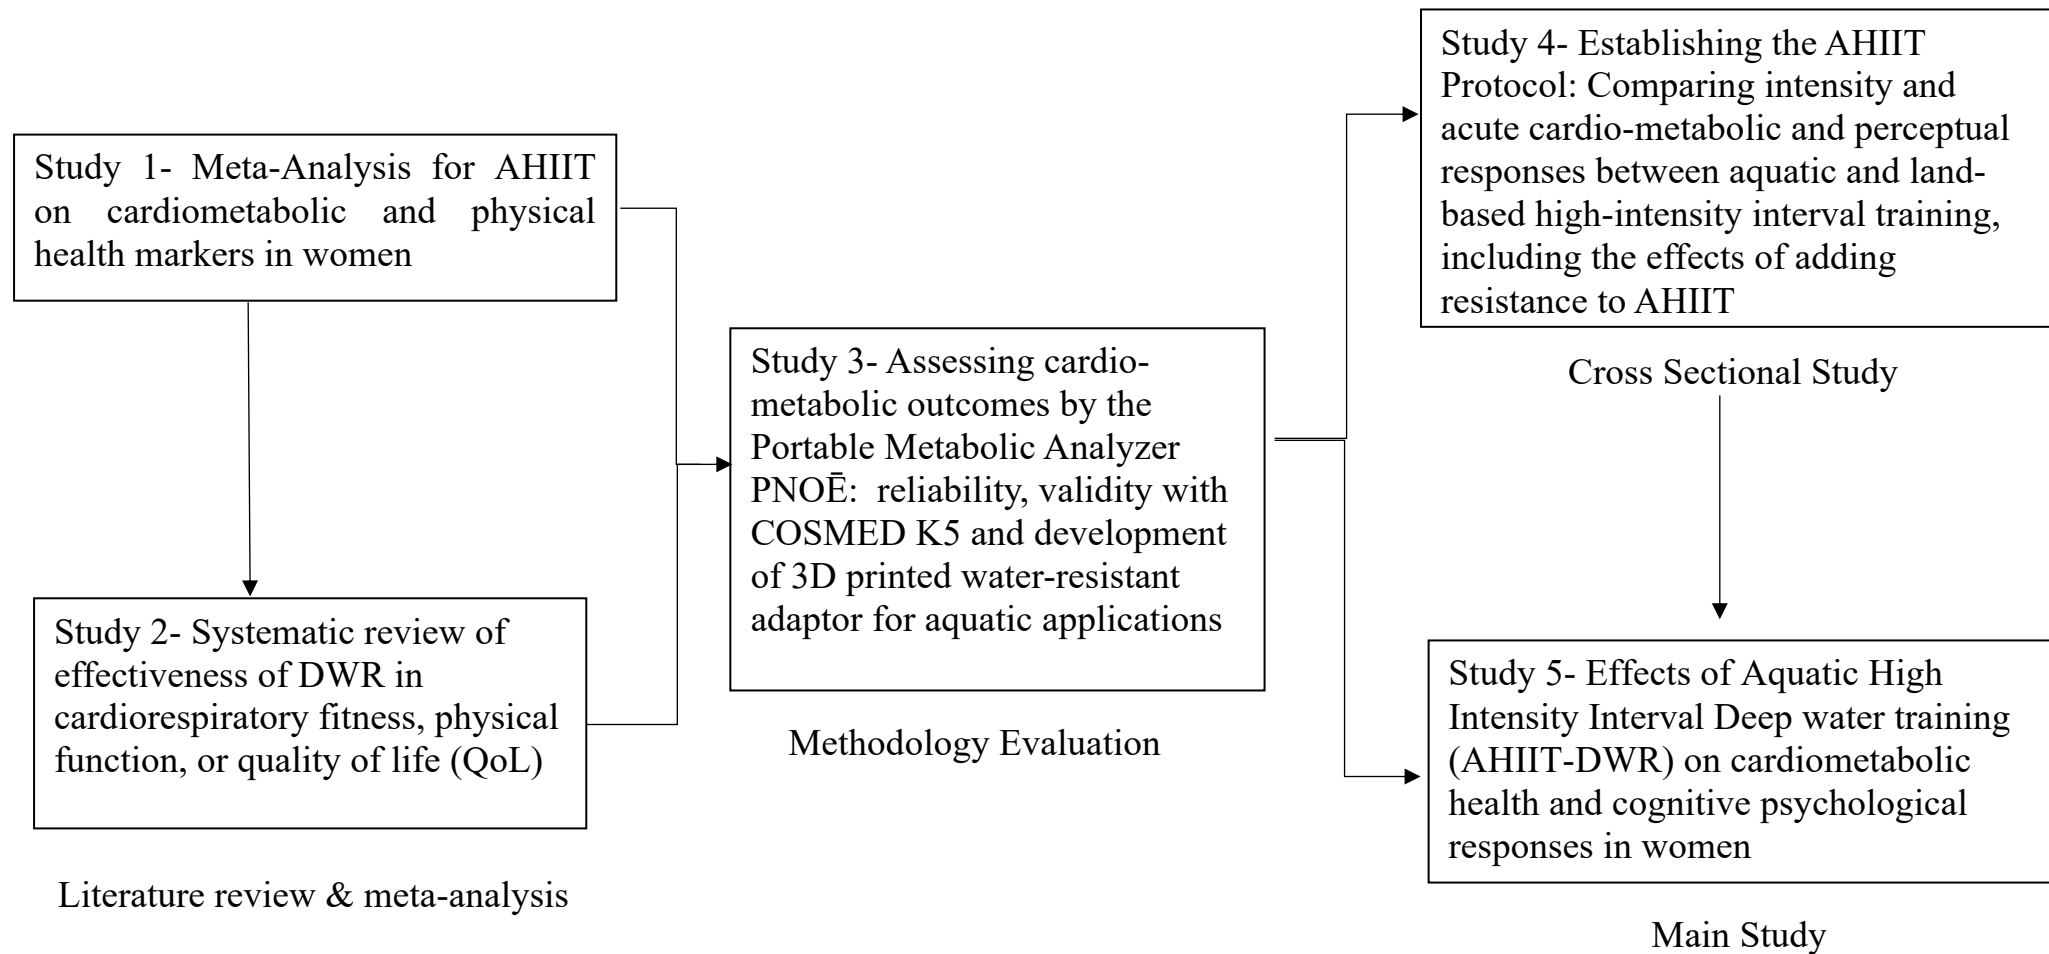 Study 1- Meta-Analysis for AHIIT
on cardiometabolic and physical
health markers in women
Study 2- Systematic review of
effectiveness of DWR in
cardiorespiratory fitness, physical
function, or quality of life (QoL)
Literature review & meta-analysis
Study 3- Assessing cardio-
metabolic outcomes by the
Portable Metabolic Analyzer
PNOĒ: reliability, validity with
COSMED K5 and development
of 3D printed water-resistant
adaptor for aquatic applications
Methodology Evaluation
Study 4- Establishing the AHIIT
Protocol: Comparing intensity and
acute cardio-metabolic and perceptual
responses between aquatic and land-
based high-intensity interval training,
including the effects of adding
resistance to AHIIT
Cross Sectional Study
Study 5- Effects of Aquatic High
Intensity Interval Deep water training
(AHIIT-DWR) on cardiometabolic
health and cognitive psychological
responses in women
Main Study